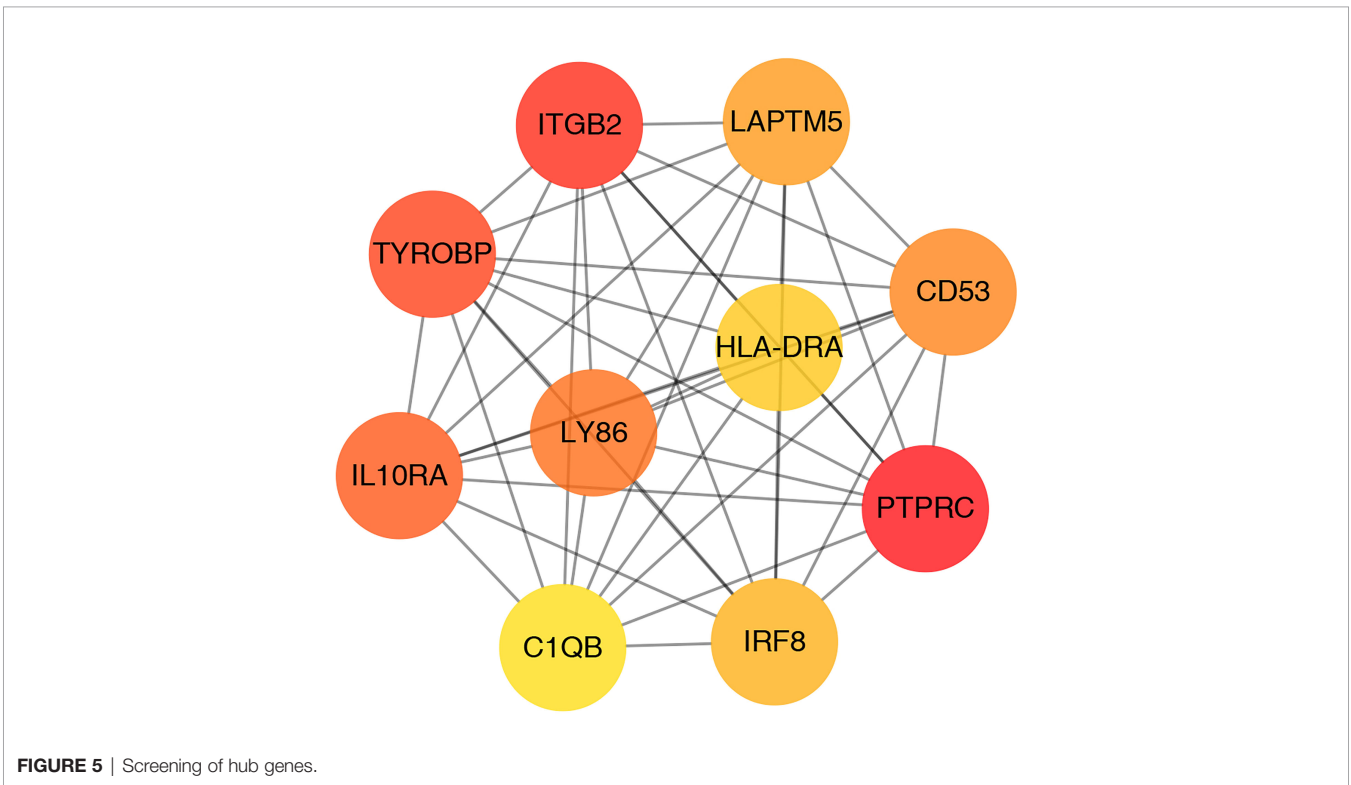 ITGB2
LAPTM5
TYROBP
CD53
HLA-DRA
LY86
IL10RA
PTPRC
C1QB
IRF8
FIGURE 5 | Screening of hub genes.